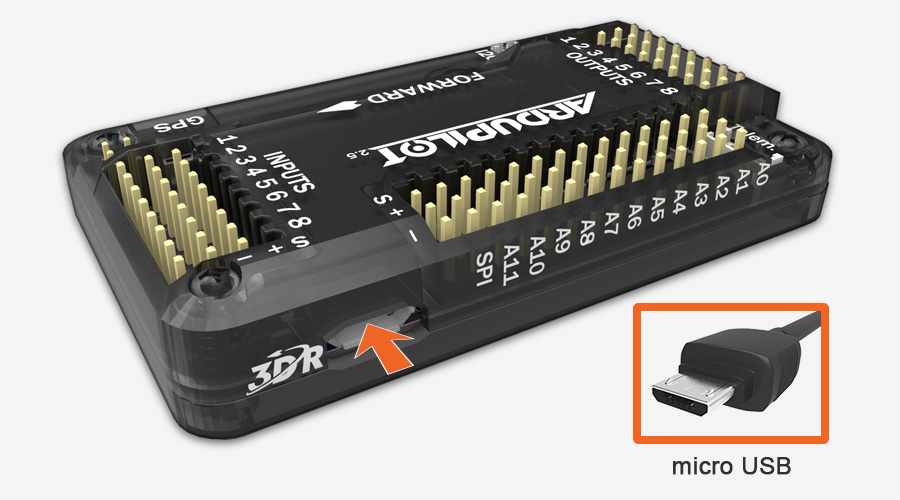 I2C
FORWARD
GPS
1 2 3 4 5 6 7 8
OUTPUTS
ARDUPILOT 2.5
Telem.
1 2 3 4 5 6 7 8 S + -
INPUTS
S + -
SPI A11 A10 A9 A8 A7 A6 A5 A4 A3 A2 A1 A0
3DR
micro USB